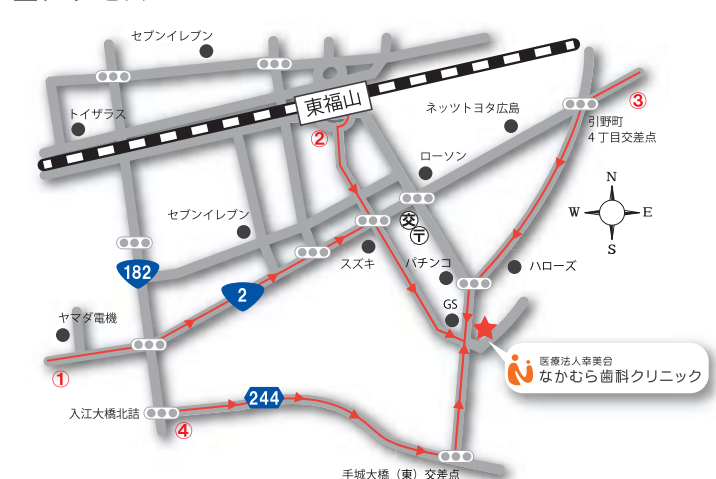 セブンイレブン
東福山
トイザラス
②
ネッツトヨタ広島
③
引野町
4丁目交差点
ローソン
N
W
E
S
セブンイレブン
交
〒
スズキ
パチンコ
ハローズ
182
2
GS
ヤマダ電機
①
医療法人幸美会
なかむら歯科クリニック
244
入江大橋北詰
④
手城大橋（東）交差点